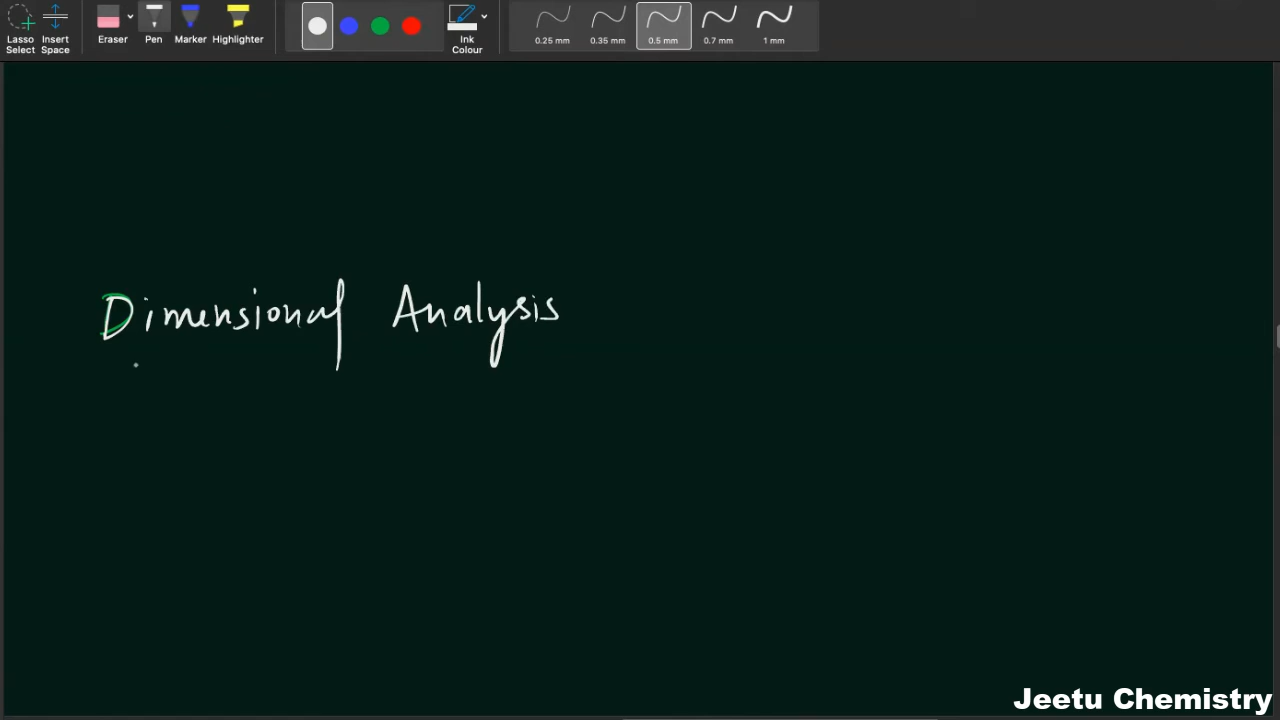 Lasso Select
Insert Space
Eraser
Pen
Marker
Highlighter
Ink Colour
0.25 mm
0.35 mm
0.5 mm
0.7 mm
1 mm
Dimensional Analysis
Jeetu Chemistry